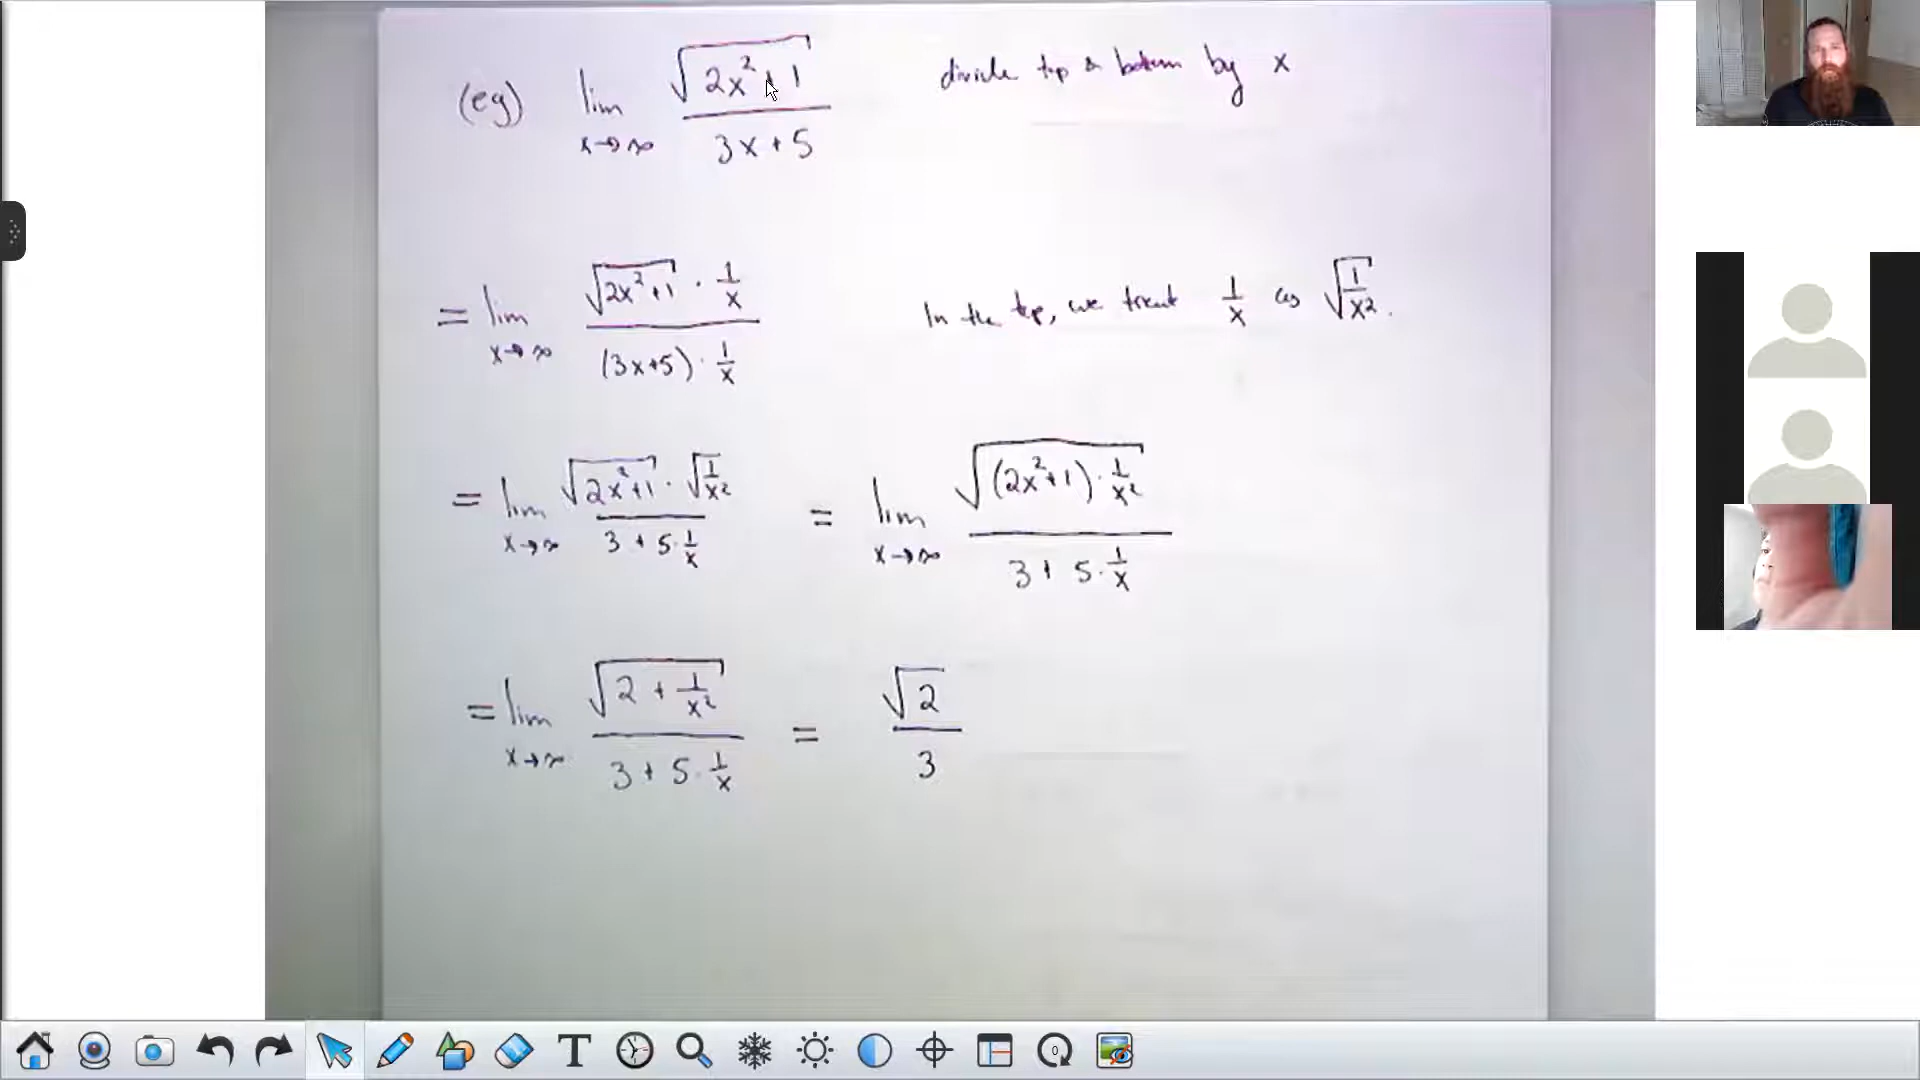 (eg) lim x→∞ √(2x²+1) / (3x+5) divide top & bottom by x
= lim x→∞ √(2x²+1) · 1/x / (3x+5) · 1/x In the top, we treat 1/x as √(1/x²).
= lim x→∞ √(2x²+1) · √(1/x²) / 3 + 5·1/x = lim x→∞ √((2x²+1) · 1/x²) / 3 + 5·1/x
= lim x→∞ √(2 + 1/x²) / 3 + 5·1/x = √2 / 3
T 0